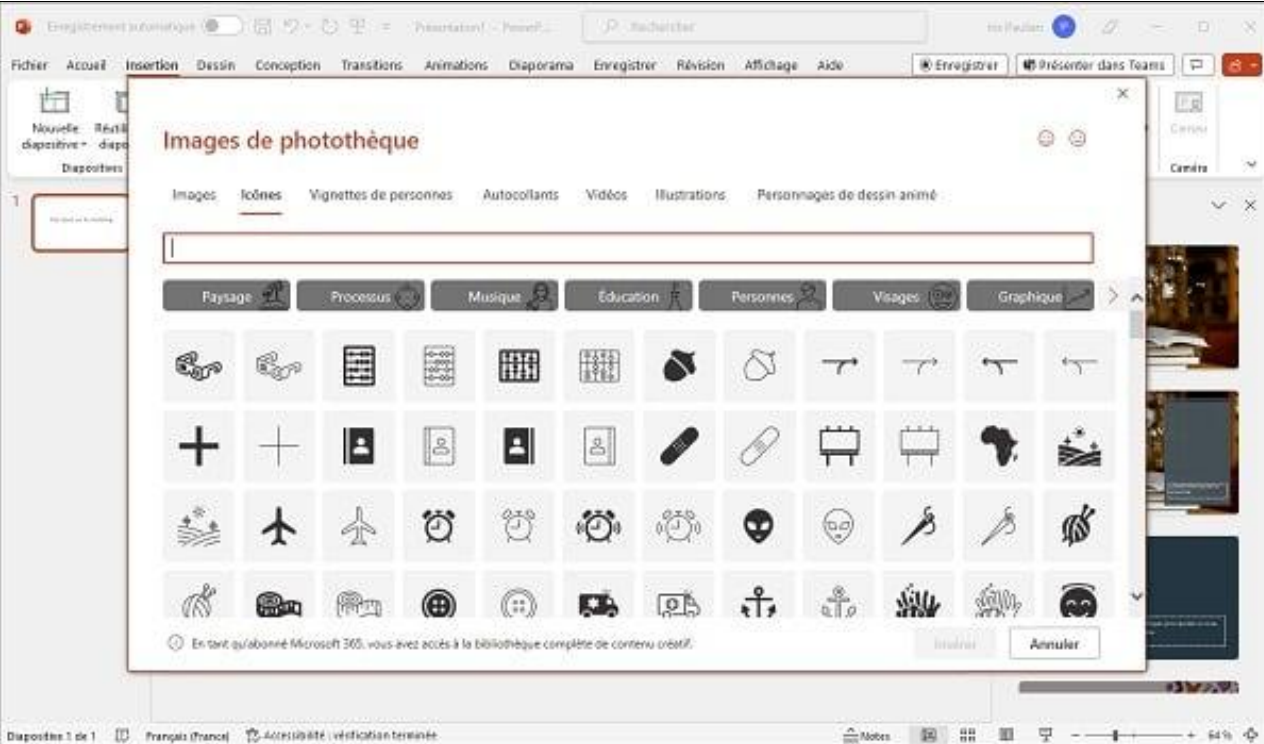 Enregistrement automatique
Présentation1 - PowerP...
Rechercher
Fichier Accueil Insertion Dessin Conception Transitions Animations Diaporama Enregistrer Révision Affichage Aide
Enregistrer
Présenter dans Teams
Nouvelle
diapositive
Diapositives
Caméo
Caméra
Images de photothèque
Images Icônes Vignettes de personnes Autocollants Vidéos Illustrations Personnages de dessin animé
Paysage Processus Musique Éducation Personnes Visages Graphique
1
En tant qu'abonné Microsoft 365, vous avez accès à la bibliothèque complète de contenu créatif.
Insérer
Annuler
Diapositive 1 de 1 Français (France) Accessibilité : vérification terminée Notes 64 %